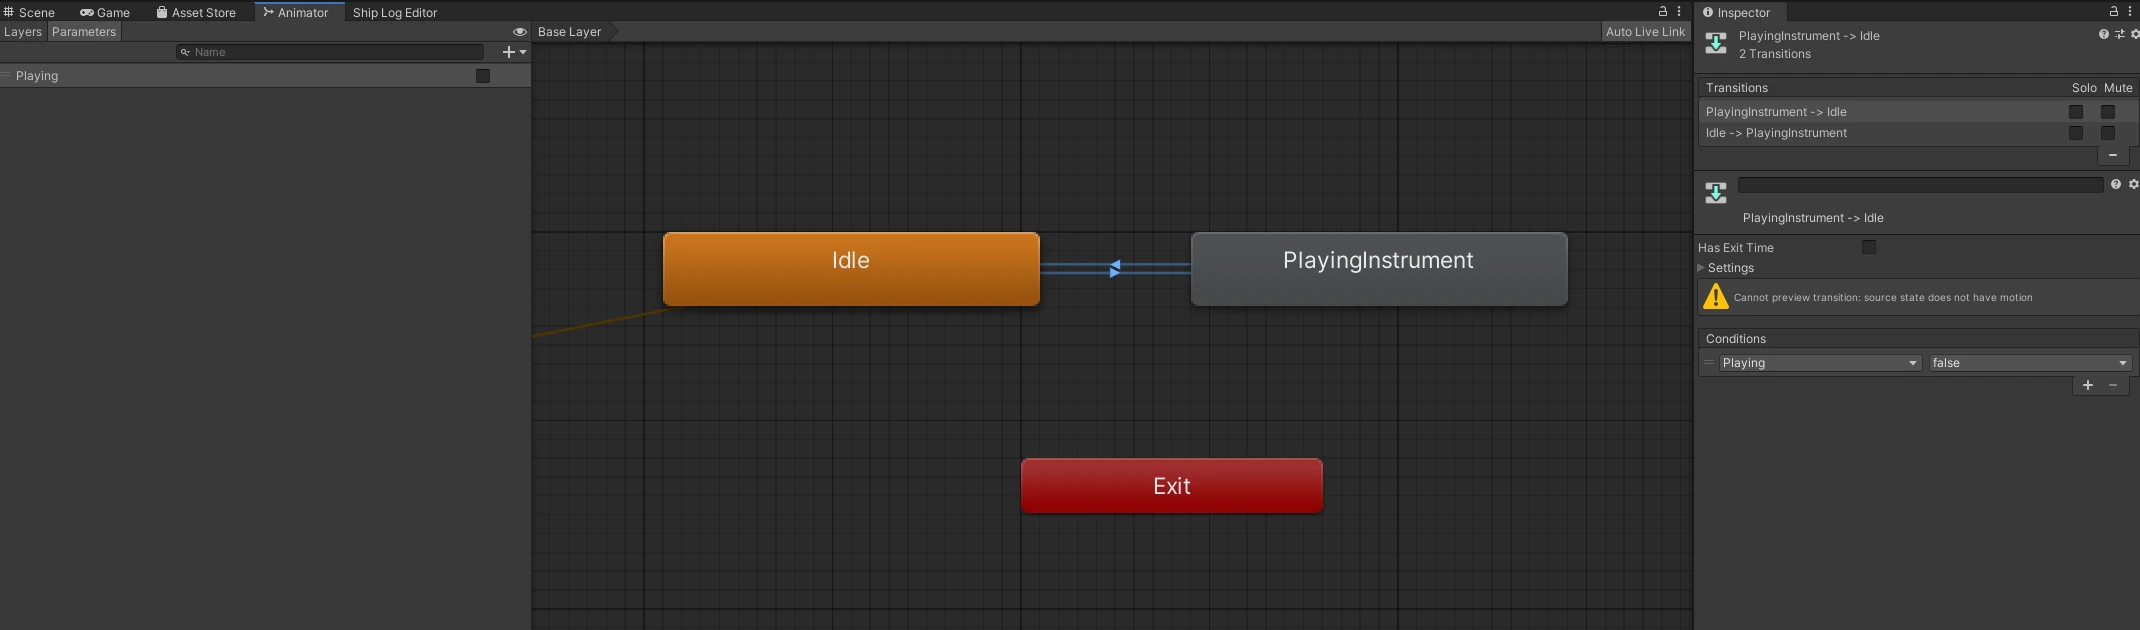 Scene Game Asset Store Animator Ship Log Editor
Layers Parameters
Name
Playing
Base Layer Auto Live Link
Idle
PlayingInstrument
Exit
Inspector
PlayingInstrument -> Idle
2 Transitions
Transitions Solo Mute
PlayingInstrument -> Idle
Idle -> PlayingInstrument
PlayingInstrument -> Idle
Has Exit Time
Settings
Cannot preview transition: source state does not have motion
Conditions
Playing false